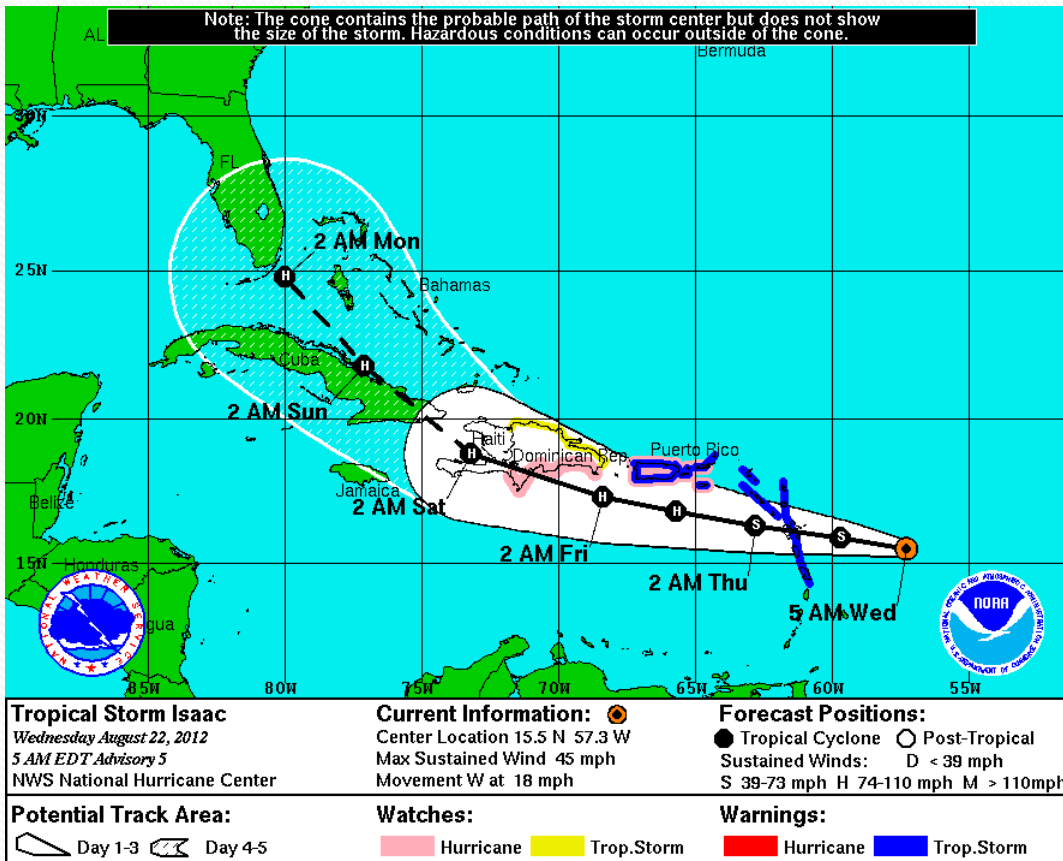 Note: The cone contains the probable path of the storm center but does not show
the size of the storm. Hazardous conditions can occur outside of the cone.
AL
Bermuda
30N
FL
2 AM Mon
25N
Bahamas
Cuba
2 AM Sun
20N
Haiti
Dominican Rep.
Puerto Rico
Jamaica
2 AM Sat
Belize
2 AM Fri
15N
Honduras
2 AM Thu
5 AM Wed
NATIONAL WEATHER SERVICE
NOAA
gua
85W 80W 75W 70W 65W 60W 55W
Tropical Storm Isaac
Wednesday August 22, 2012
5 AM EDT Advisory 5
NWS National Hurricane Center
Current Information:
Center Location 15.5 N 57.3 W
Max Sustained Wind 45 mph
Movement W at 18 mph
Forecast Positions:
Tropical Cyclone Post-Tropical
Sustained Winds: D < 39 mph
S 39-73 mph H 74-110 mph M > 110mph
Potential Track Area:
Day 1-3 Day 4-5
Watches:
Hurricane Trop.Storm
Warnings:
Hurricane Trop.Storm